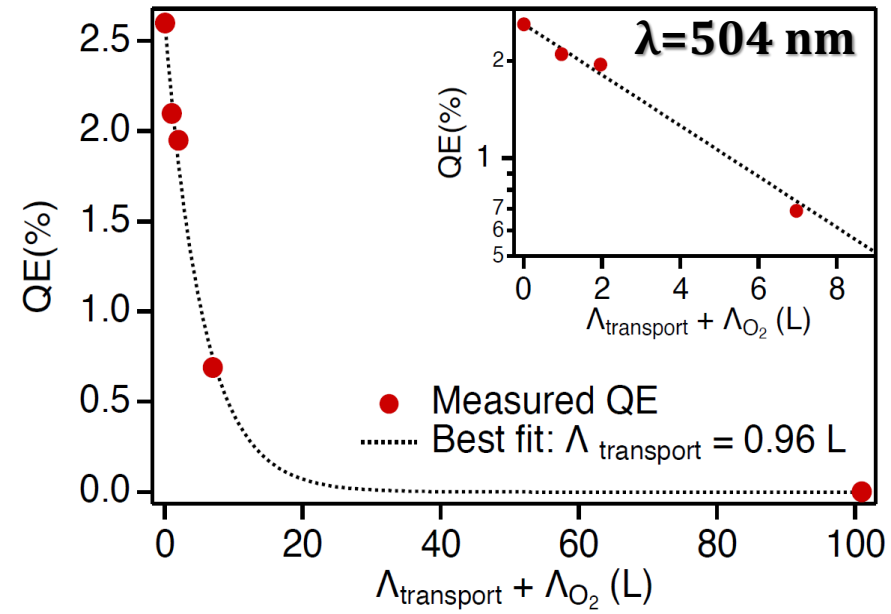 λ=504 nm
QE(%)
2.5
2.0
1.5
1.0
0.5
0.0
0 20 40 60 80 100
Λtransport + ΛO2 (L)
QE(%)
2
1
7
6
5
0 2 4 6 8
Λtransport + ΛO2 (L)
Measured QE
Best fit: Λ transport = 0.96 L